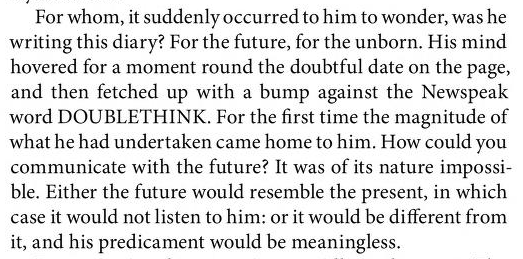 For whom, it suddenly occurred to him to wonder, was he
writing this diary? For the future, for the unborn. His mind
hovered for a moment round the doubtful date on the page,
and then fetched up with a bump against the Newspeak
word DOUBLETHINK. For the first time the magnitude of
what he had undertaken came home to him. How could you
communicate with the future? It was of its nature impossi-
ble. Either the future would resemble the present, in which
case it would not listen to him: or it would be different from
it, and his predicament would be meaningless.